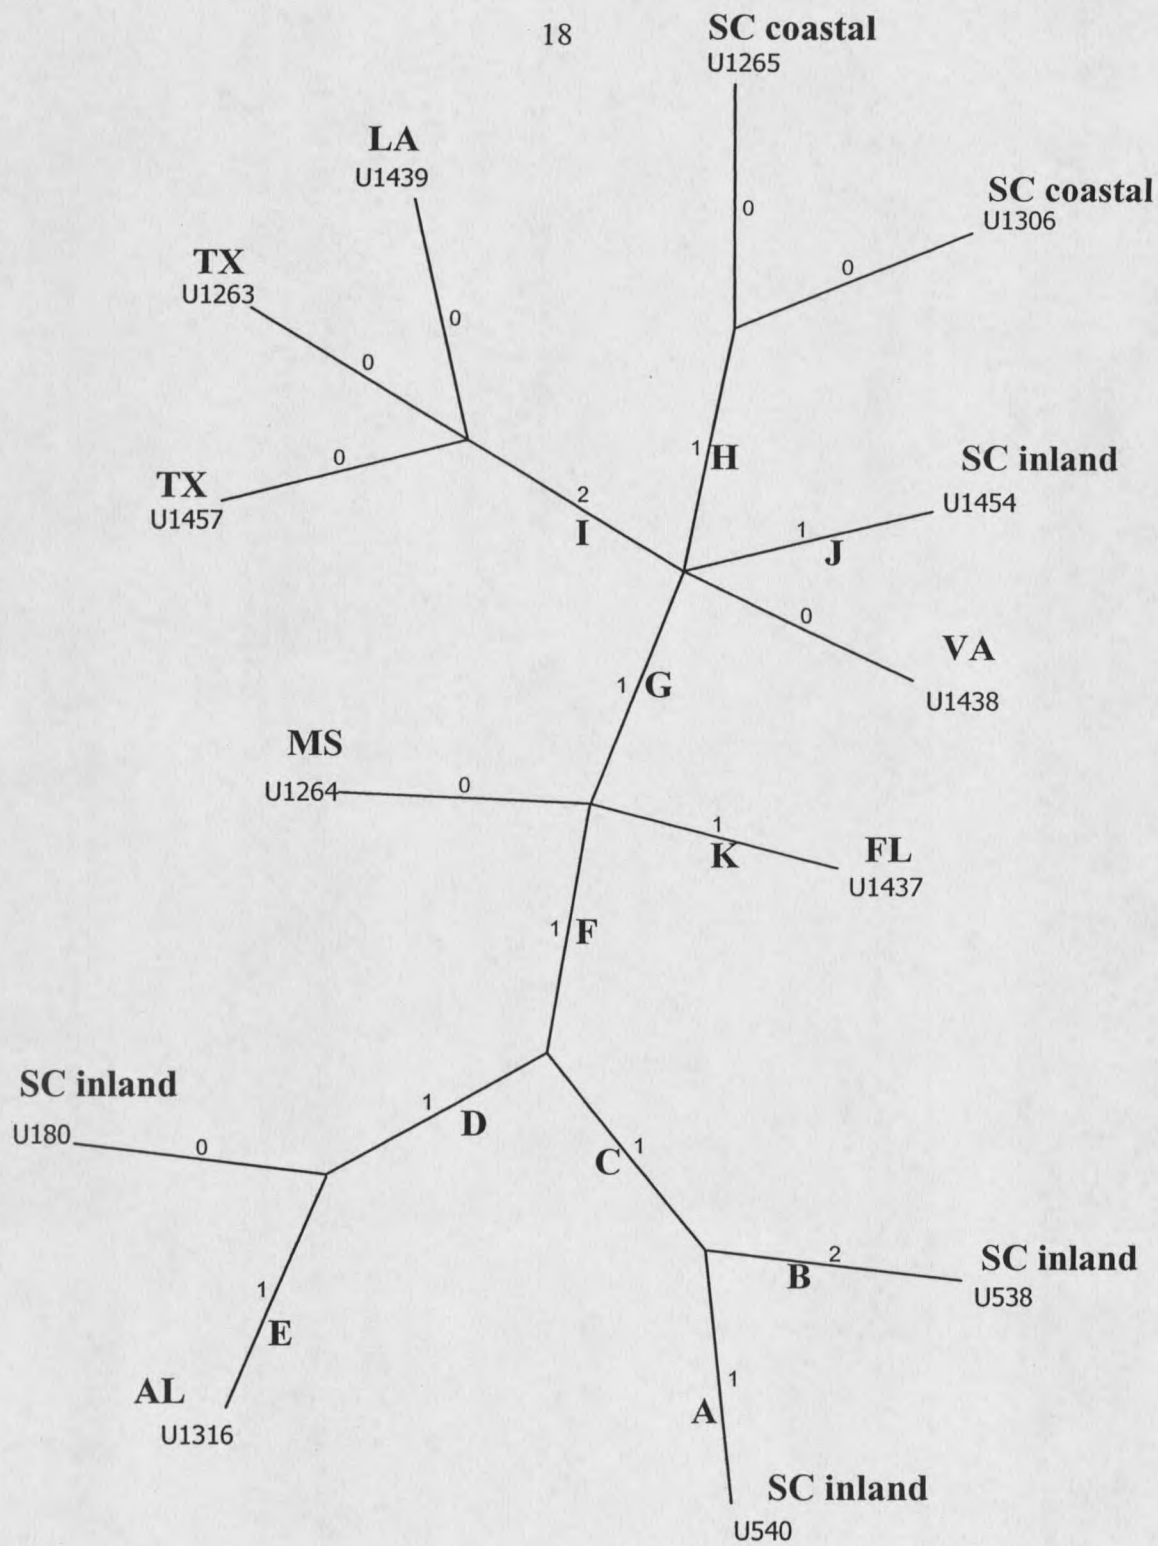 18
SC coastal
U1265
LA
U1439
0
SC coastal
U1306
0
TX
U1263
0
0
TX
U1457
0
1
H
SC inland
U1454
2
I
1
J
0
VA
U1438
1
G
MS
U1264
0
1
K
FL
U1437
1
F
SC inland
U180
0
1
D
C
1
2
B
SC inland
U538
1
E
AL
U1316
1
A
SC inland
U540